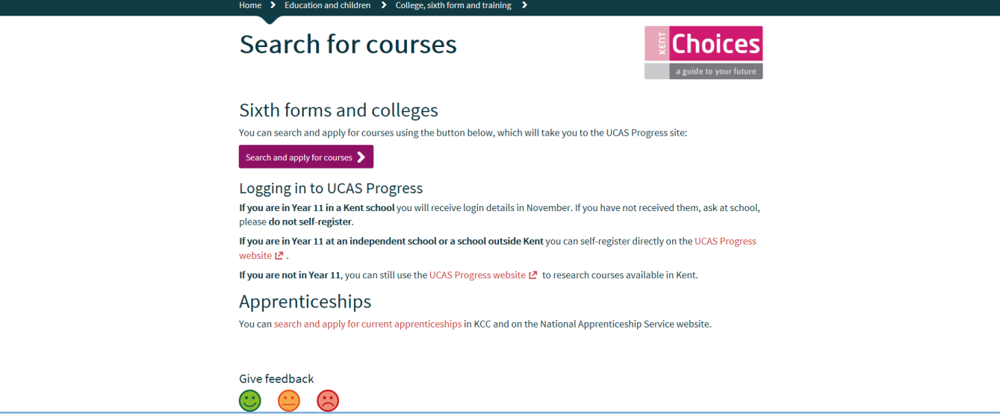 Home Education and children College, sixth form and training
Search for courses
KENT
Choices
a guide to your future
Sixth forms and colleges
You can search and apply for courses using the button below, which will take you to the UCAS Progress site:
Search and apply for courses
Logging in to UCAS Progress
If you are in Year 11 in a Kent school you will receive login details in November. If you have not received them, ask at school,
please do not self-register.
If you are in Year 11 at an independent school or a school outside Kent you can self-register directly on the UCAS Progress
website .
If you are not in Year 11, you can still use the UCAS Progress website to research courses available in Kent.
Apprenticeships
You can search and apply for current apprenticeships in KCC and on the National Apprenticeship Service website.
Give feedback